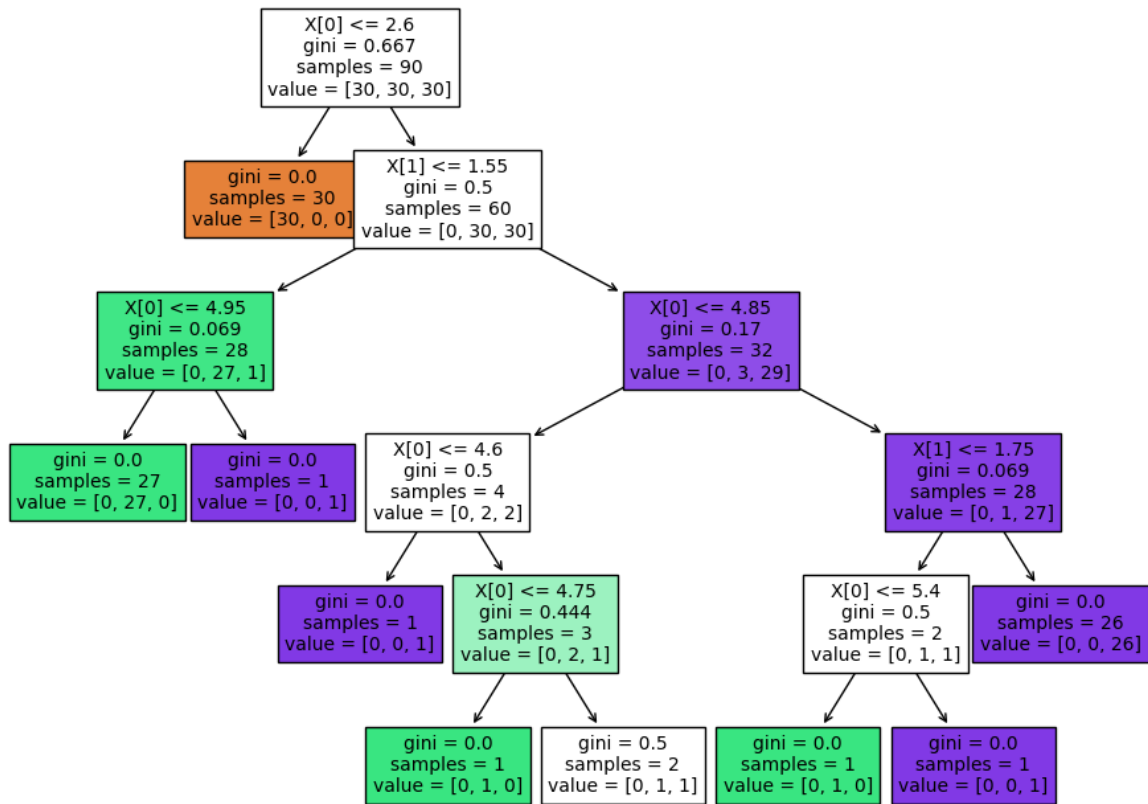 X[0] <= 2.6
gini = 0.667
samples = 90
value = [30, 30, 30]
gini = 0.0
samples = 30
value = [30, 0, 0]
X[1] <= 1.55
gini = 0.5
samples = 60
value = [0, 30, 30]
X[0] <= 4.95
gini = 0.069
samples = 28
value = [0, 27, 1]
X[0] <= 4.85
gini = 0.17
samples = 32
value = [0, 3, 29]
gini = 0.0
samples = 27
value = [0, 27, 0]
gini = 0.0
samples = 1
value = [0, 0, 1]
X[0] <= 4.6
gini = 0.5
samples = 4
value = [0, 2, 2]
X[1] <= 1.75
gini = 0.069
samples = 28
value = [0, 1, 27]
gini = 0.0
samples = 1
value = [0, 0, 1]
X[0] <= 4.75
gini = 0.444
samples = 3
value = [0, 2, 1]
X[0] <= 5.4
gini = 0.5
samples = 2
value = [0, 1, 1]
gini = 0.0
samples = 26
value = [0, 0, 26]
gini = 0.0
samples = 1
value = [0, 1, 0]
gini = 0.5
samples = 2
value = [0, 1, 1]
gini = 0.0
samples = 1
value = [0, 1, 0]
gini = 0.0
samples = 1
value = [0, 0, 1]